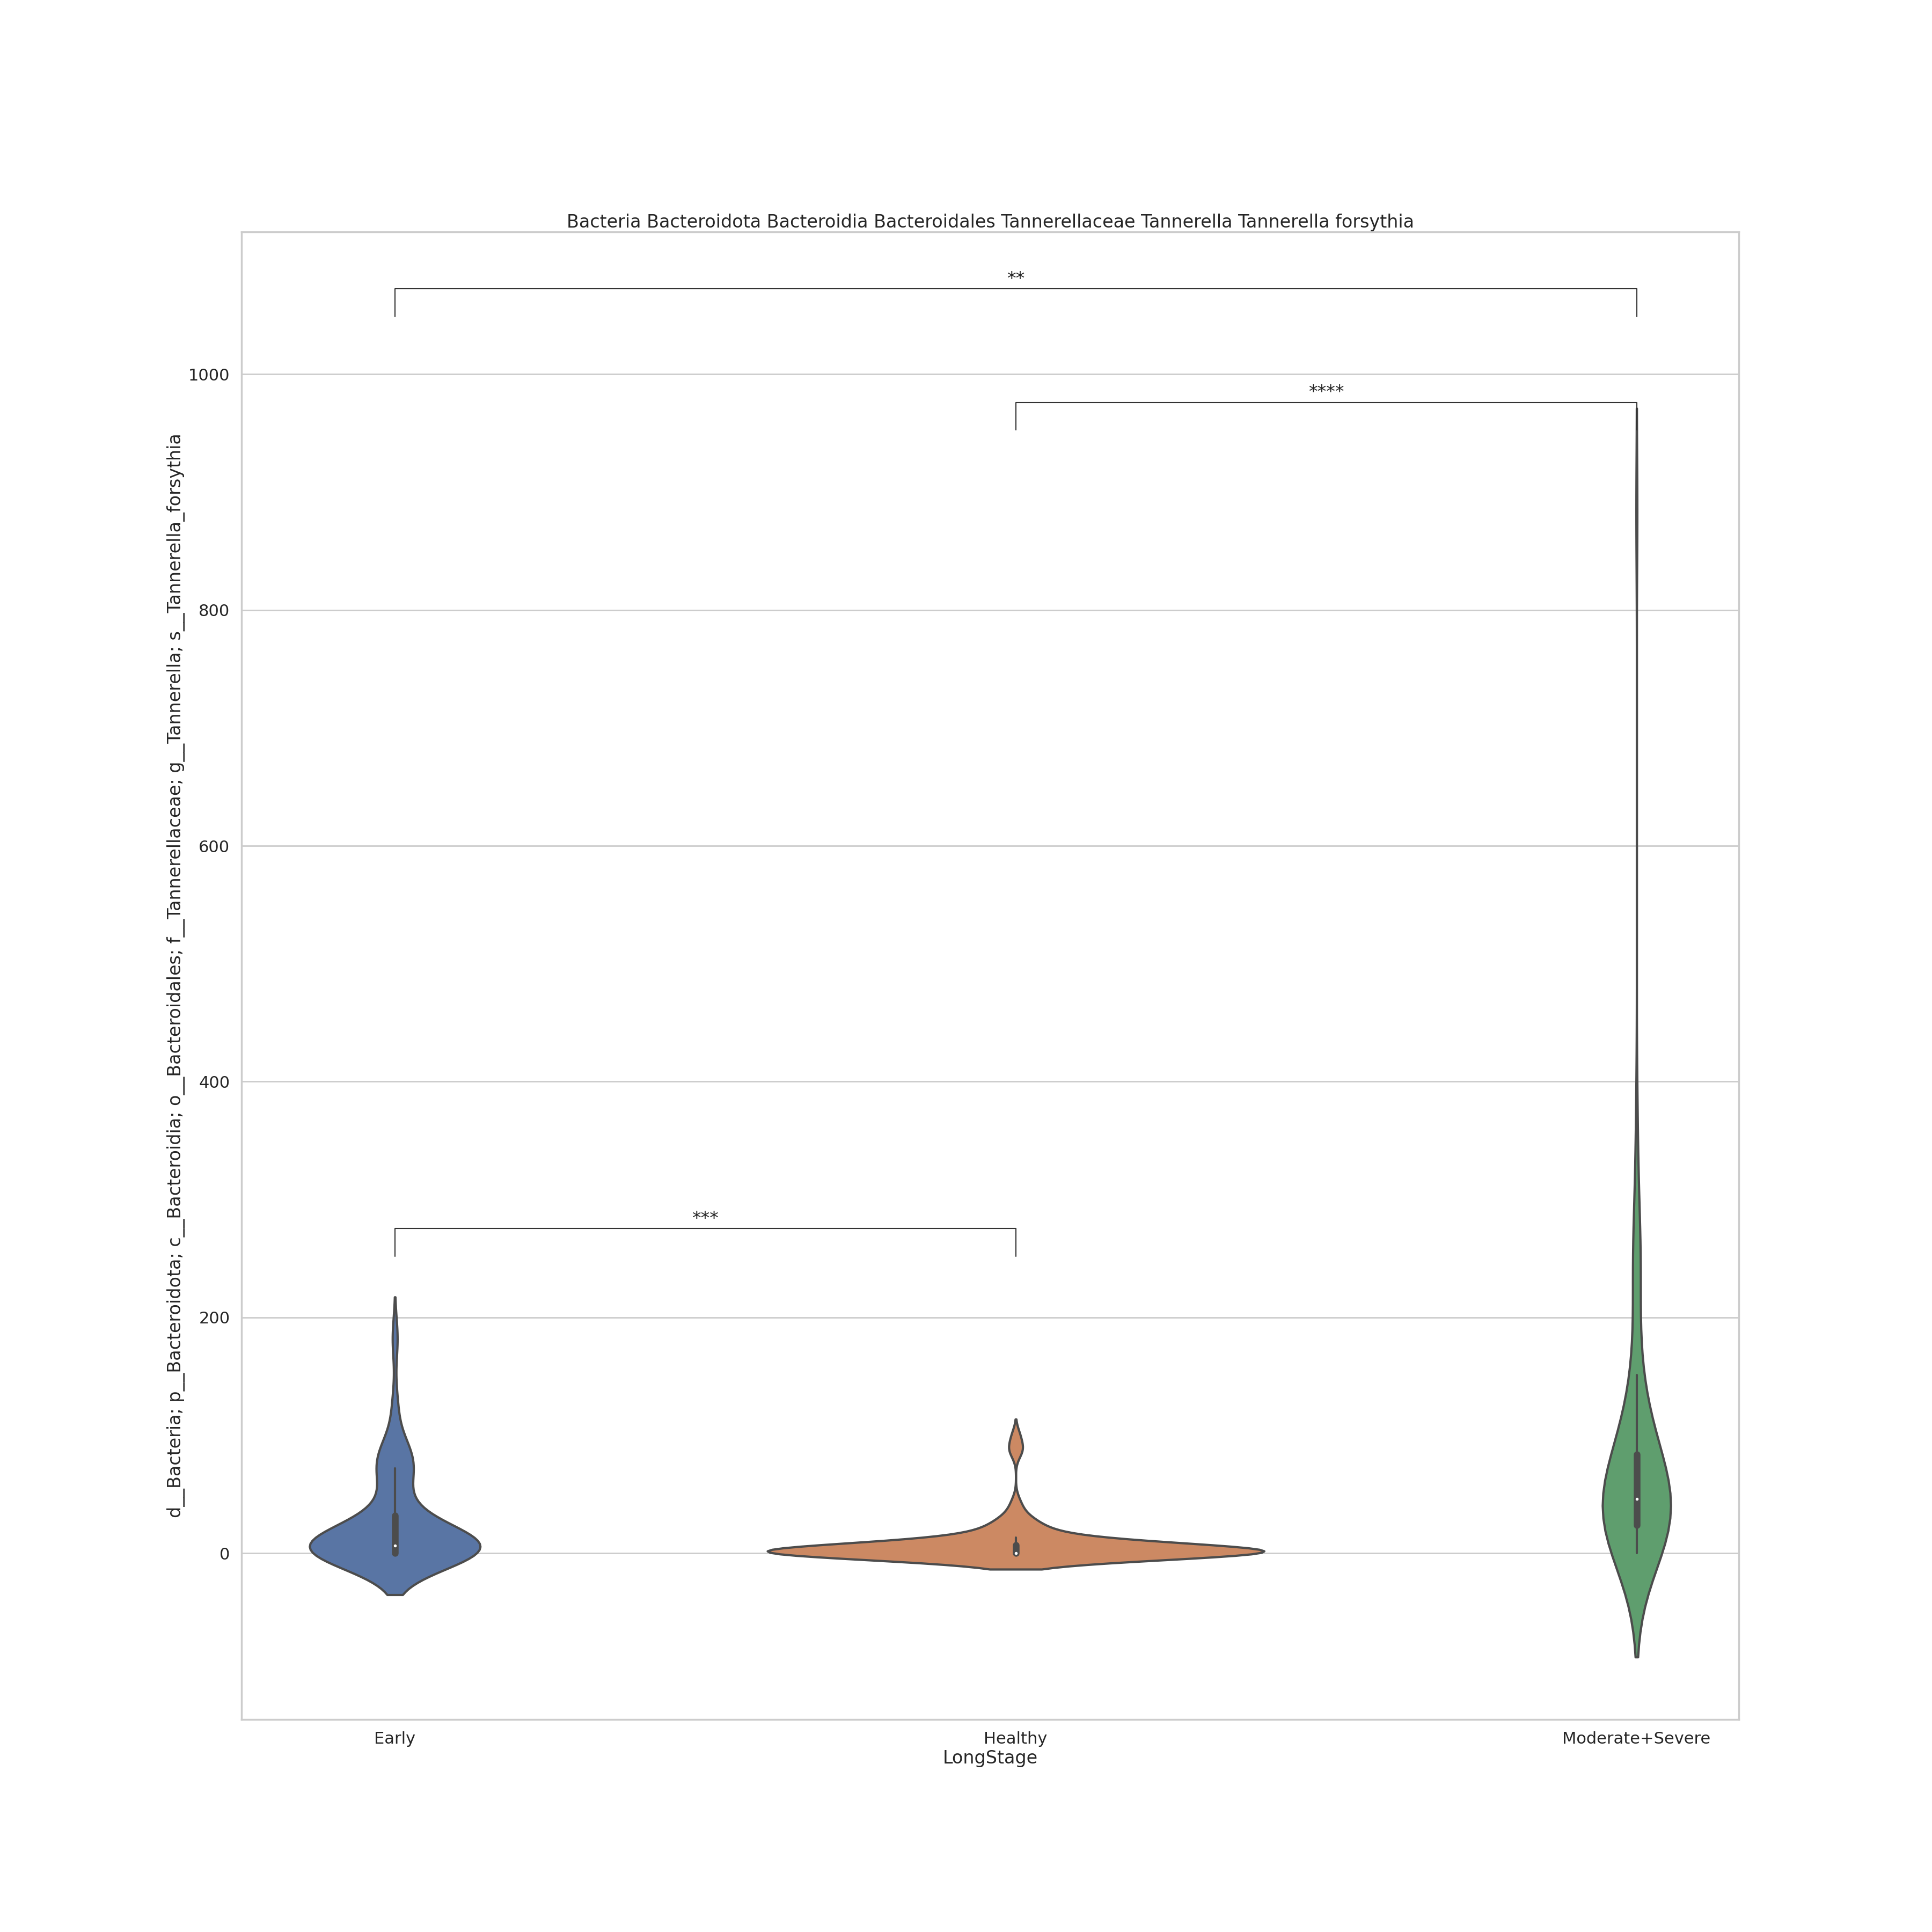 Bacteria Bacteroidota Bacteroidia Bacteroidales Tannerellaceae Tannerella Tannerella forsythia
**
1000
****
d__Bacteria; p__Bacteroidota; c__Bacteroidia; o__Bacteroidales; f__Tannerellaceae; g__Tannerella; s__Tannerella_forsythia
800
600
400
***
200
0
Early Healthy Moderate+Severe
LongStage